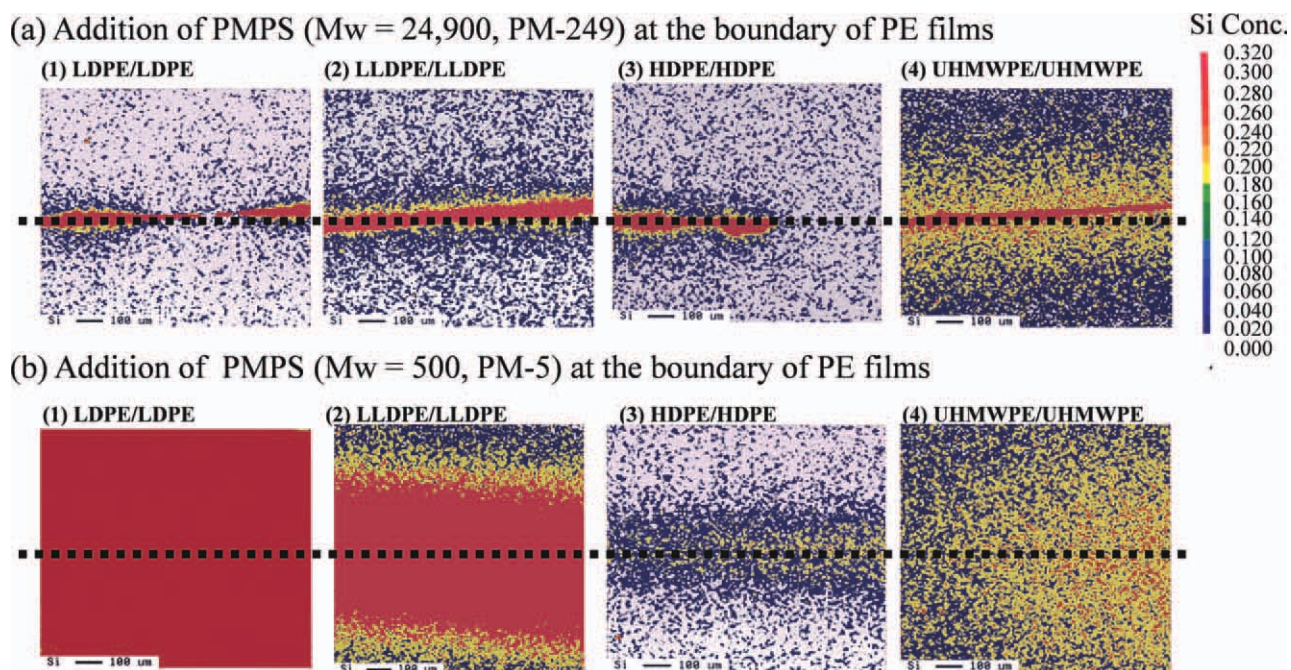 (a) Addition of PMPS (Mw = 24,900, PM-249) at the boundary of PE films
Si Conc.
(1) LDPE/LDPE
(2) LLDPE/LLDPE
(3) HDPE/HDPE
(4) UHMWPE/UHMWPE
0.320
0.300
0.280
0.260
0.240
0.220
0.200
0.180
0.160
0.140
0.120
0.100
0.080
0.060
0.040
0.020
0.000
Si 100 um
Si 100 um
Si 100 um
Si 100 um
(b) Addition of PMPS (Mw = 500, PM-5) at the boundary of PE films
(1) LDPE/LDPE
(2) LLDPE/LLDPE
(3) HDPE/HDPE
(4) UHMWPE/UHMWPE
Si 100 um
Si 100 um
Si 100 um
Si 100 um